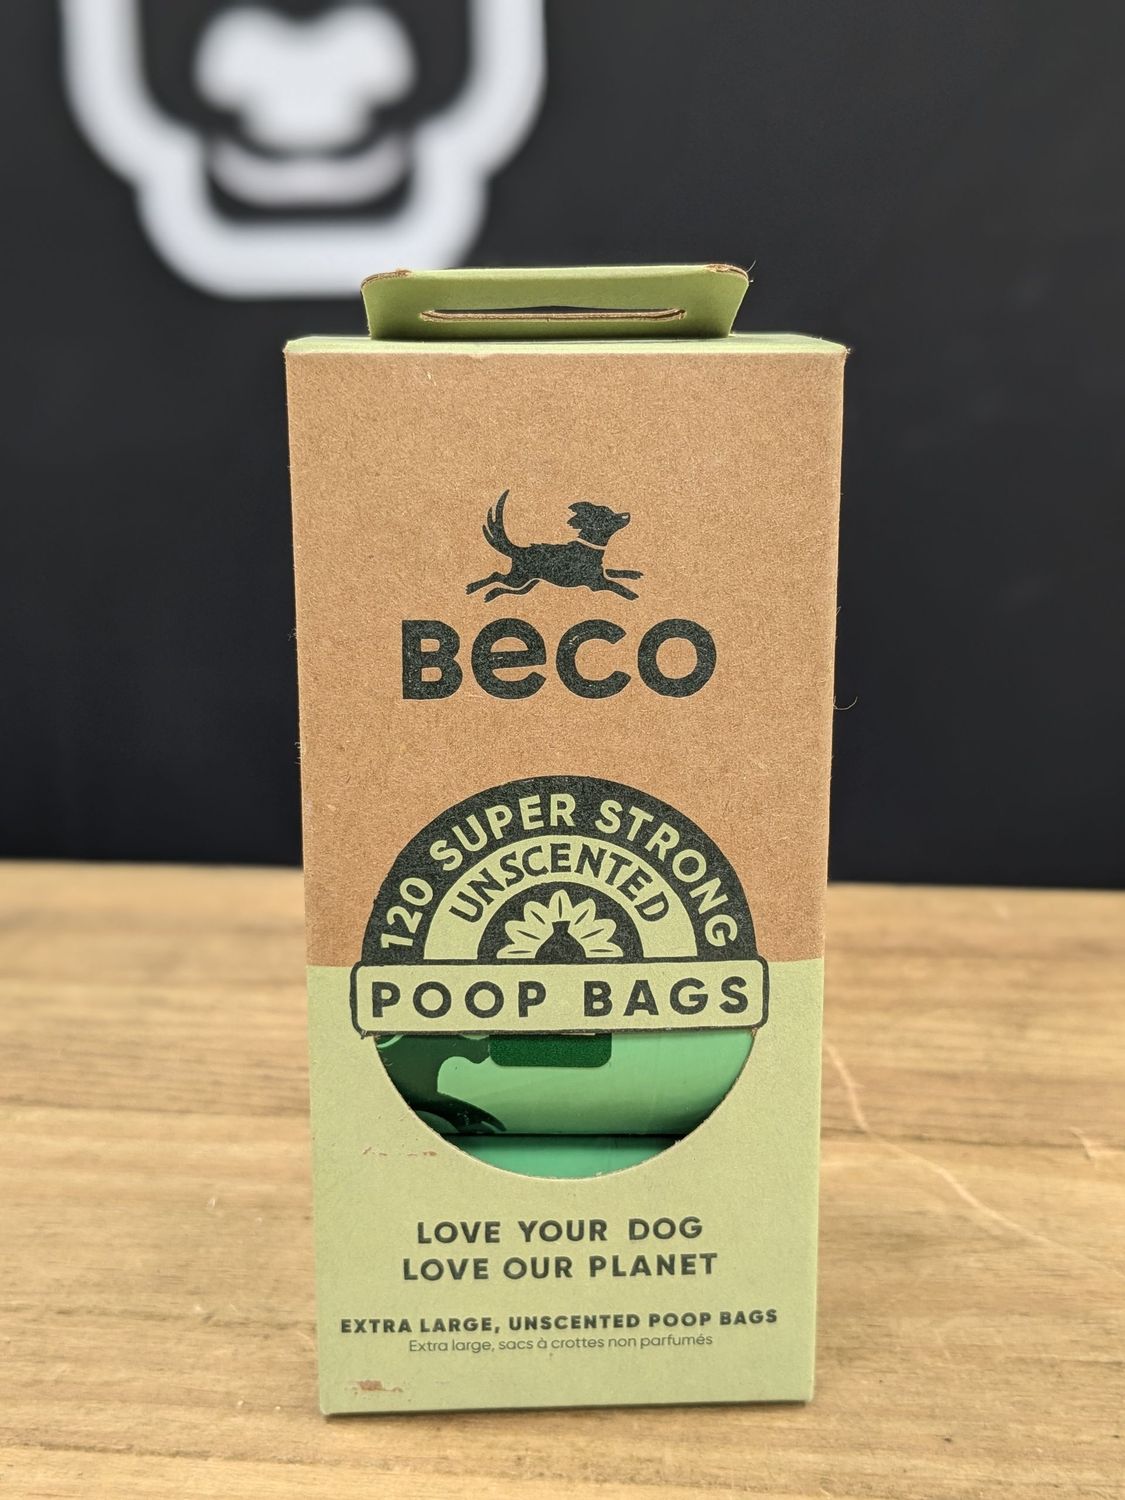 Beco
120 SUPER STRONG
UNSCENTED
POOP BAGS
LOVE YOUR DOG
LOVE OUR PLANET
EXTRA LARGE, UNSCENTED POOP BAGS
Extra large, sacs à crottes non parfumés